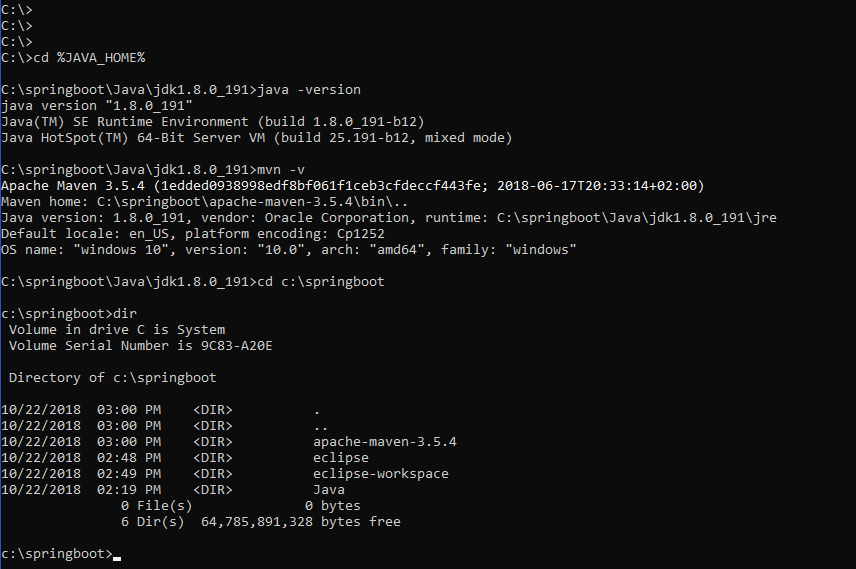 C:\>
C:\>
C:\>
C:\>cd %JAVA_HOME%
C:\springboot\Java\jdk1.8.0_191>java -version
java version "1.8.0_191"
Java(TM) SE Runtime Environment (build 1.8.0_191-b12)
Java HotSpot(TM) 64-Bit Server VM (build 25.191-b12, mixed mode)
C:\springboot\Java\jdk1.8.0_191>mvn -v
Apache Maven 3.5.4 (1edded0938998edf8bf061f1ceb3cfdeccf443fe; 2018-06-17T20:33:14+02:00)
Maven home: C:\springboot\apache-maven-3.5.4\bin\..
Java version: 1.8.0_191, vendor: Oracle Corporation, runtime: C:\springboot\Java\jdk1.8.0_191\jre
Default locale: en_US, platform encoding: Cp1252
OS name: "windows 10", version: "10.0", arch: "amd64", family: "windows"
C:\springboot\Java\jdk1.8.0_191>cd c:\springboot
c:\springboot>dir
 Volume in drive C is System
 Volume Serial Number is 9C83-A20E
 Directory of c:\springboot
10/22/2018  03:00 PM    <DIR>          .
10/22/2018  03:00 PM    <DIR>          ..
10/22/2018  03:00 PM    <DIR>          apache-maven-3.5.4
10/22/2018  02:48 PM    <DIR>          eclipse
10/22/2018  02:49 PM    <DIR>          eclipse-workspace
10/22/2018  02:19 PM    <DIR>          Java
               0 File(s)              0 bytes
               6 Dir(s)  64,785,891,328 bytes free
c:\springboot>